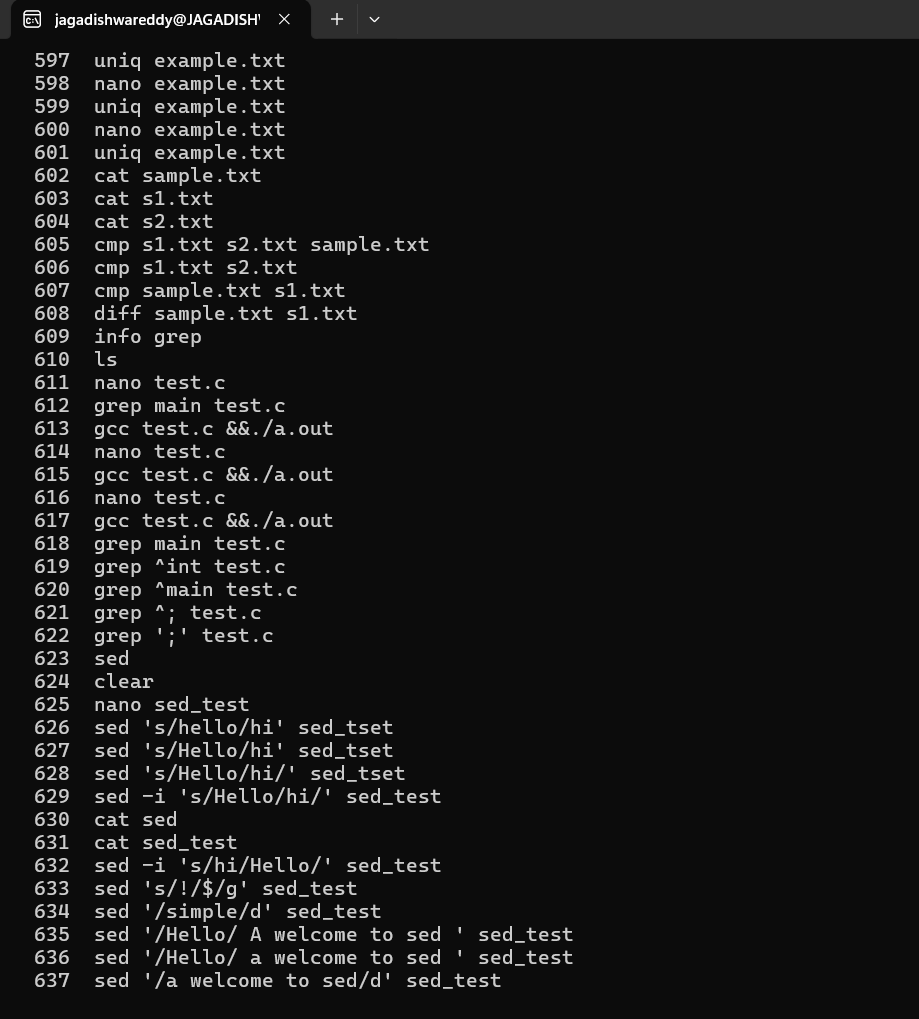 jagadishwareddy@JAGADISH'
597 uniq example.txt
598 nano example.txt
599 uniq example.txt
600 nano example.txt
601 uniq example.txt
602 cat sample.txt
603 cat s1.txt
604 cat s2.txt
605 cmp s1.txt s2.txt sample.txt
606 cmp s1.txt s2.txt
607 cmp sample.txt s1.txt
608 diff sample.txt s1.txt
609 info grep
610 ls
611 nano test.c
612 grep main test.c
613 gcc test.c &&./a.out
614 nano test.c
615 gcc test.c &&./a.out
616 nano test.c
617 gcc test.c &&./a.out
618 grep main test.c
619 grep ^int test.c
620 grep ^main test.c
621 grep ^; test.c
622 grep ';' test.c
623 sed
624 clear
625 nano sed_test
626 sed 's/hello/hi' sed_tset
627 sed 's/Hello/hi' sed_tset
628 sed 's/Hello/hi/' sed_tset
629 sed -i 's/Hello/hi/' sed_test
630 cat sed
631 cat sed_test
632 sed -i 's/hi/Hello/' sed_test
633 sed 's/!/$/g' sed_test
634 sed '/simple/d' sed_test
635 sed '/Hello/ A welcome to sed ' sed_test
636 sed '/Hello/ a welcome to sed ' sed_test
637 sed '/a welcome to sed/d' sed_test